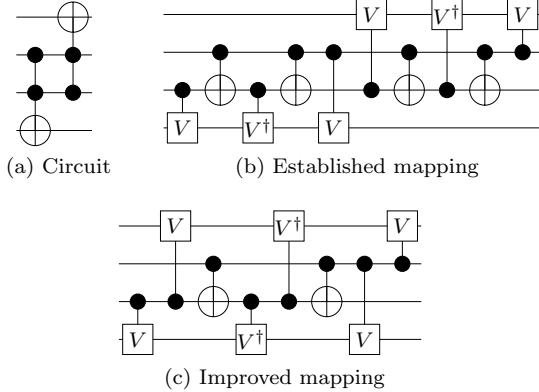 V V† V
V V† V
(a) Circuit (b) Established mapping
V V† V
V V† V
(c) Improved mapping